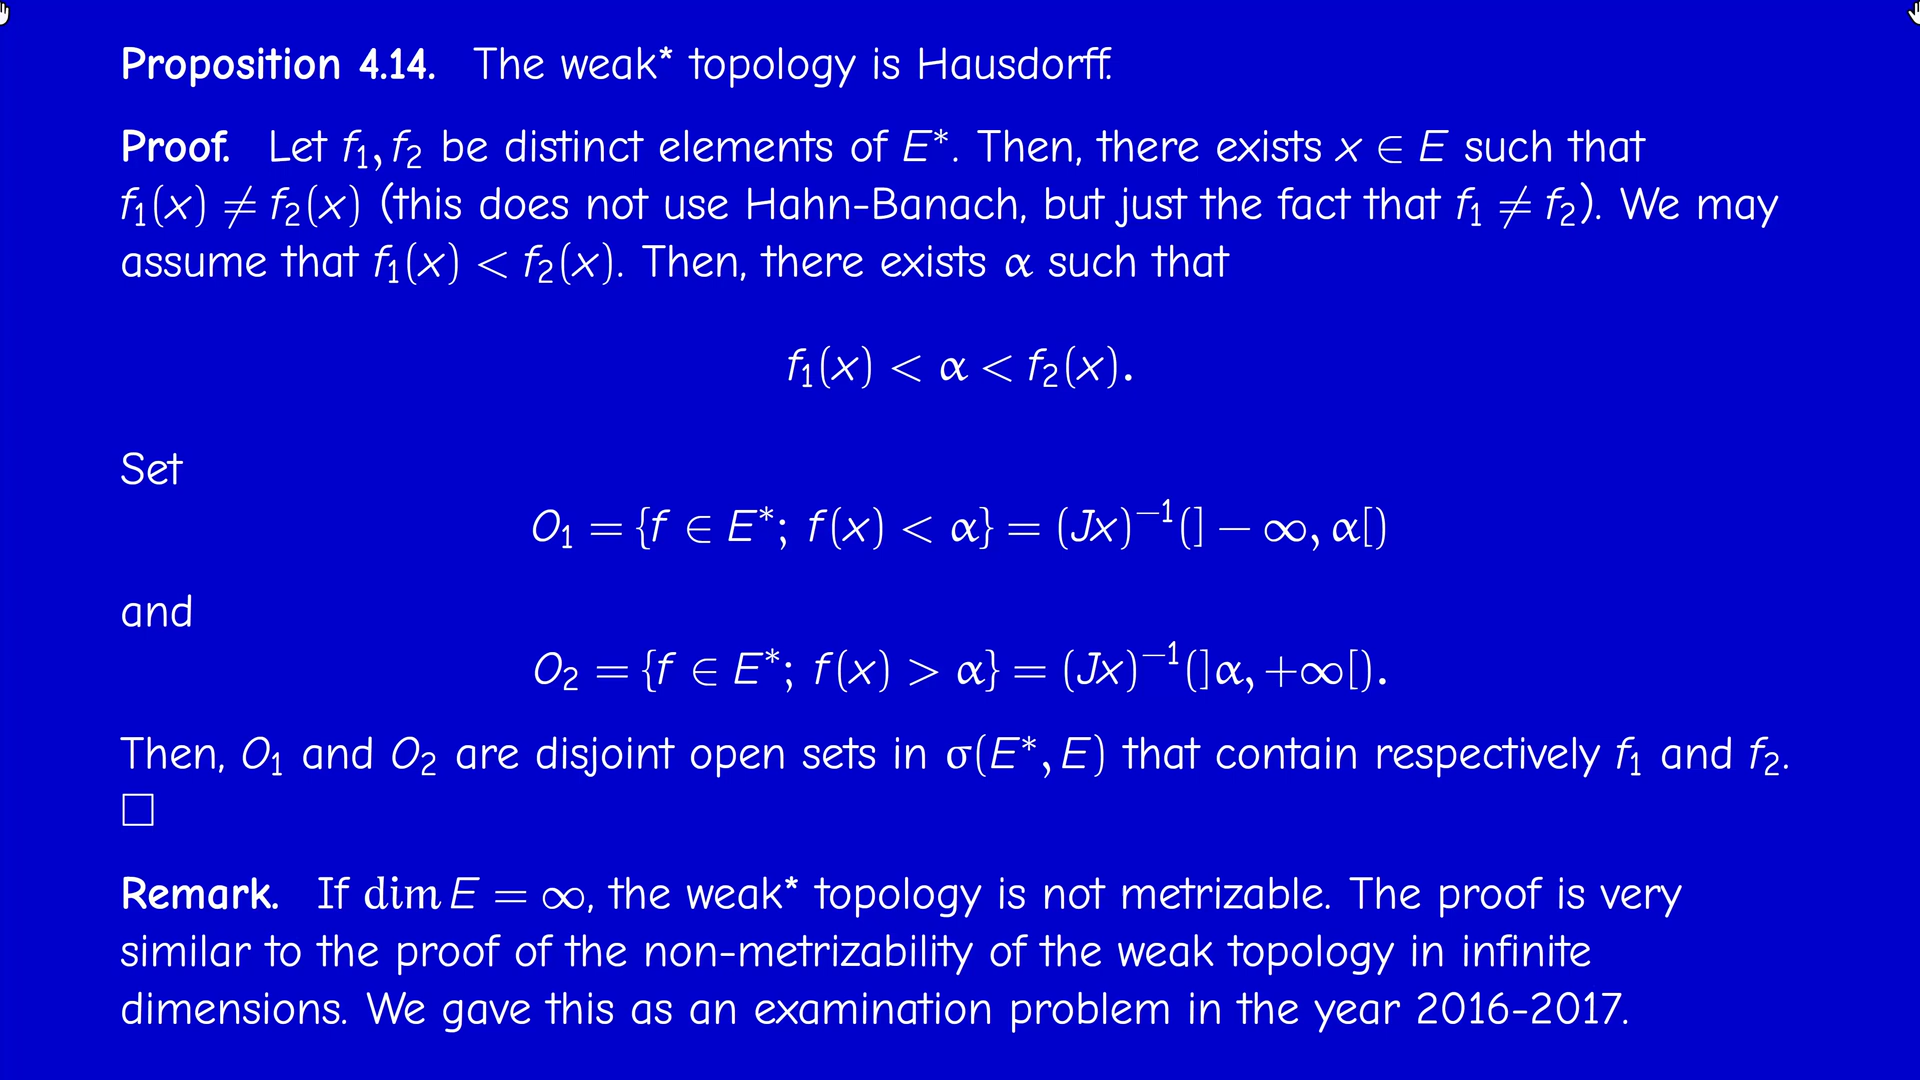 Proposition 4.14. The weak* topology is Hausdorff.
Proof. Let f₁, f₂ be distinct elements of E*. Then, there exists x ∈ E such that
f₁(x) ≠ f₂(x) (this does not use Hahn-Banach, but just the fact that f₁ ≠ f₂). We may
assume that f₁(x) < f₂(x). Then, there exists α such that
f₁(x) < α < f₂(x).
Set
O₁ = {f ∈ E*; f(x) < α} = (Jx)⁻¹(]−∞, α[)
and
O₂ = {f ∈ E*; f(x) > α} = (Jx)⁻¹(]α, +∞[).
Then, O₁ and O₂ are disjoint open sets in σ(E*, E) that contain respectively f₁ and f₂.
□
Remark. If dim E = ∞, the weak* topology is not metrizable. The proof is very
similar to the proof of the non-metrizability of the weak topology in infinite
dimensions. We gave this as an examination problem in the year 2016-2017.